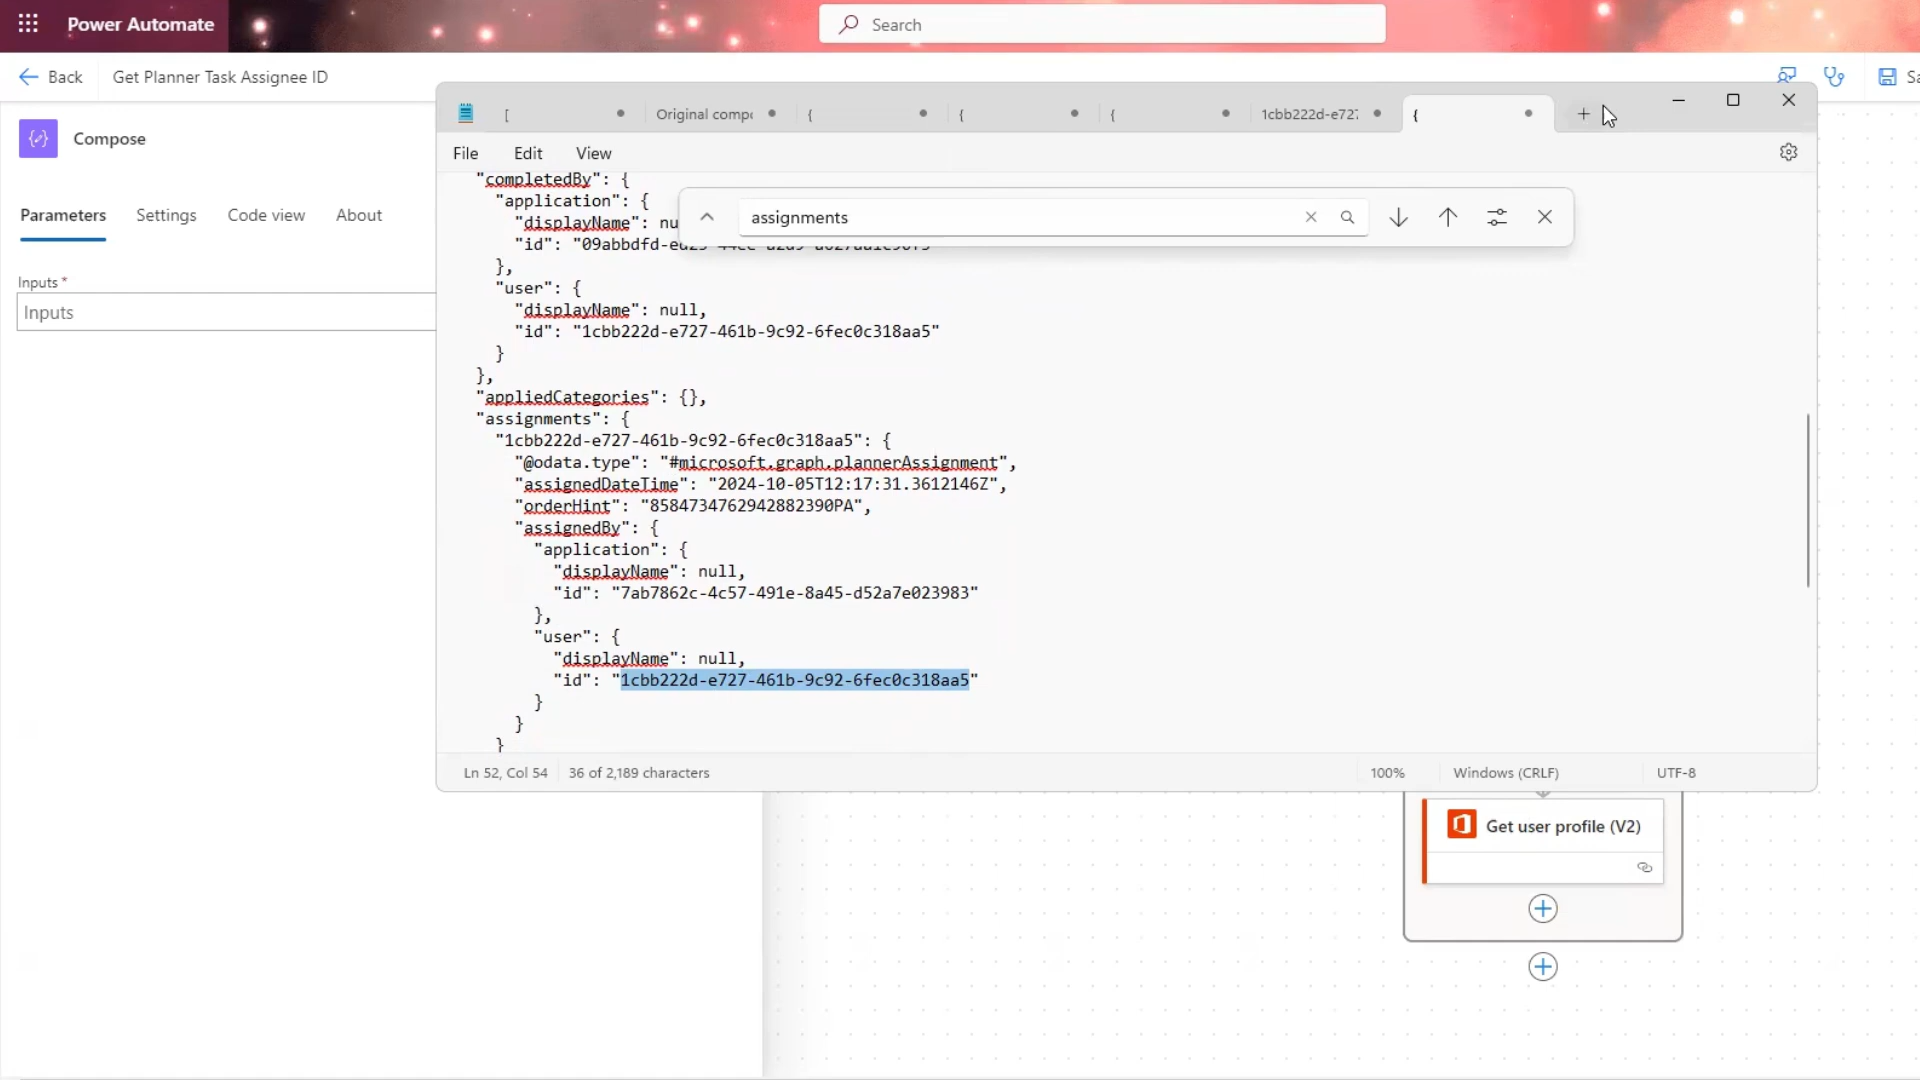 Power Automate
Search
Back
Get Planner Task Assignee ID
[
Original comp
{
{
{
1cbb222d-e727
{
Compose
File
Edit
View
Parameters
Settings
Code view
About
Inputs *
Inputs
assignments
"completedBy": {
"application": {
"displayName": nu
"id": "09abbdfd-ed25-44ee-a2d9-a627aa1c90f5
},
"user": {
"displayName": null,
"id": "1cbb222d-e727-461b-9c92-6fec0c318aa5"
}
},
"appliedCategories": {},
"assignments": {
"1cbb222d-e727-461b-9c92-6fec0c318aa5": {
"@odata.type": "#microsoft.graph.plannerAssignment",
"assignedDateTime": "2024-10-05T12:17:31.3612146Z",
"orderHint": "8584734762942882390PA",
"assignedBy": {
"application": {
"displayName": null,
"id": "7ab7862c-4c57-491e-8a45-d52a7e023983"
},
"user": {
"displayName": null,
"id": "1cbb222d-e727-461b-9c92-6fec0c318aa5"
}
}
}
Ln 52, Col 54
36 of 2,189 characters
100%
Windows (CRLF)
UTF-8
Get user profile (V2)